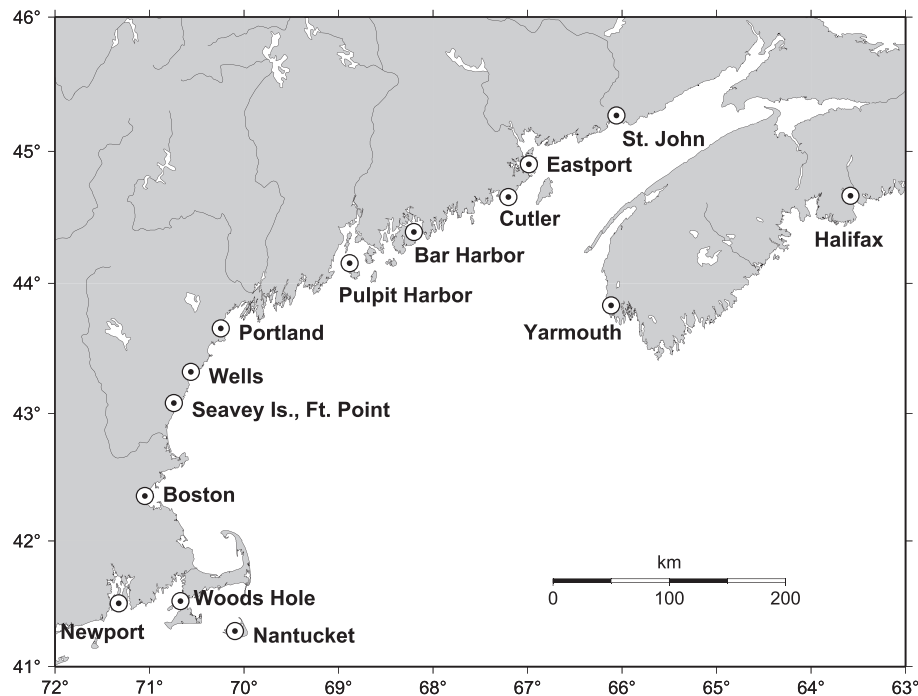 46°
St. John
45°
Eastport
Cutler
Halifax
Bar Harbor
44°
Pulpit Harbor
Yarmouth
Portland
Wells
43°
Seavey Is., Ft. Point
Boston
42°
km
0 100 200
Woods Hole
Newport
Nantucket
41°
72° 71° 70° 69° 68° 67° 66° 65° 64° 63°